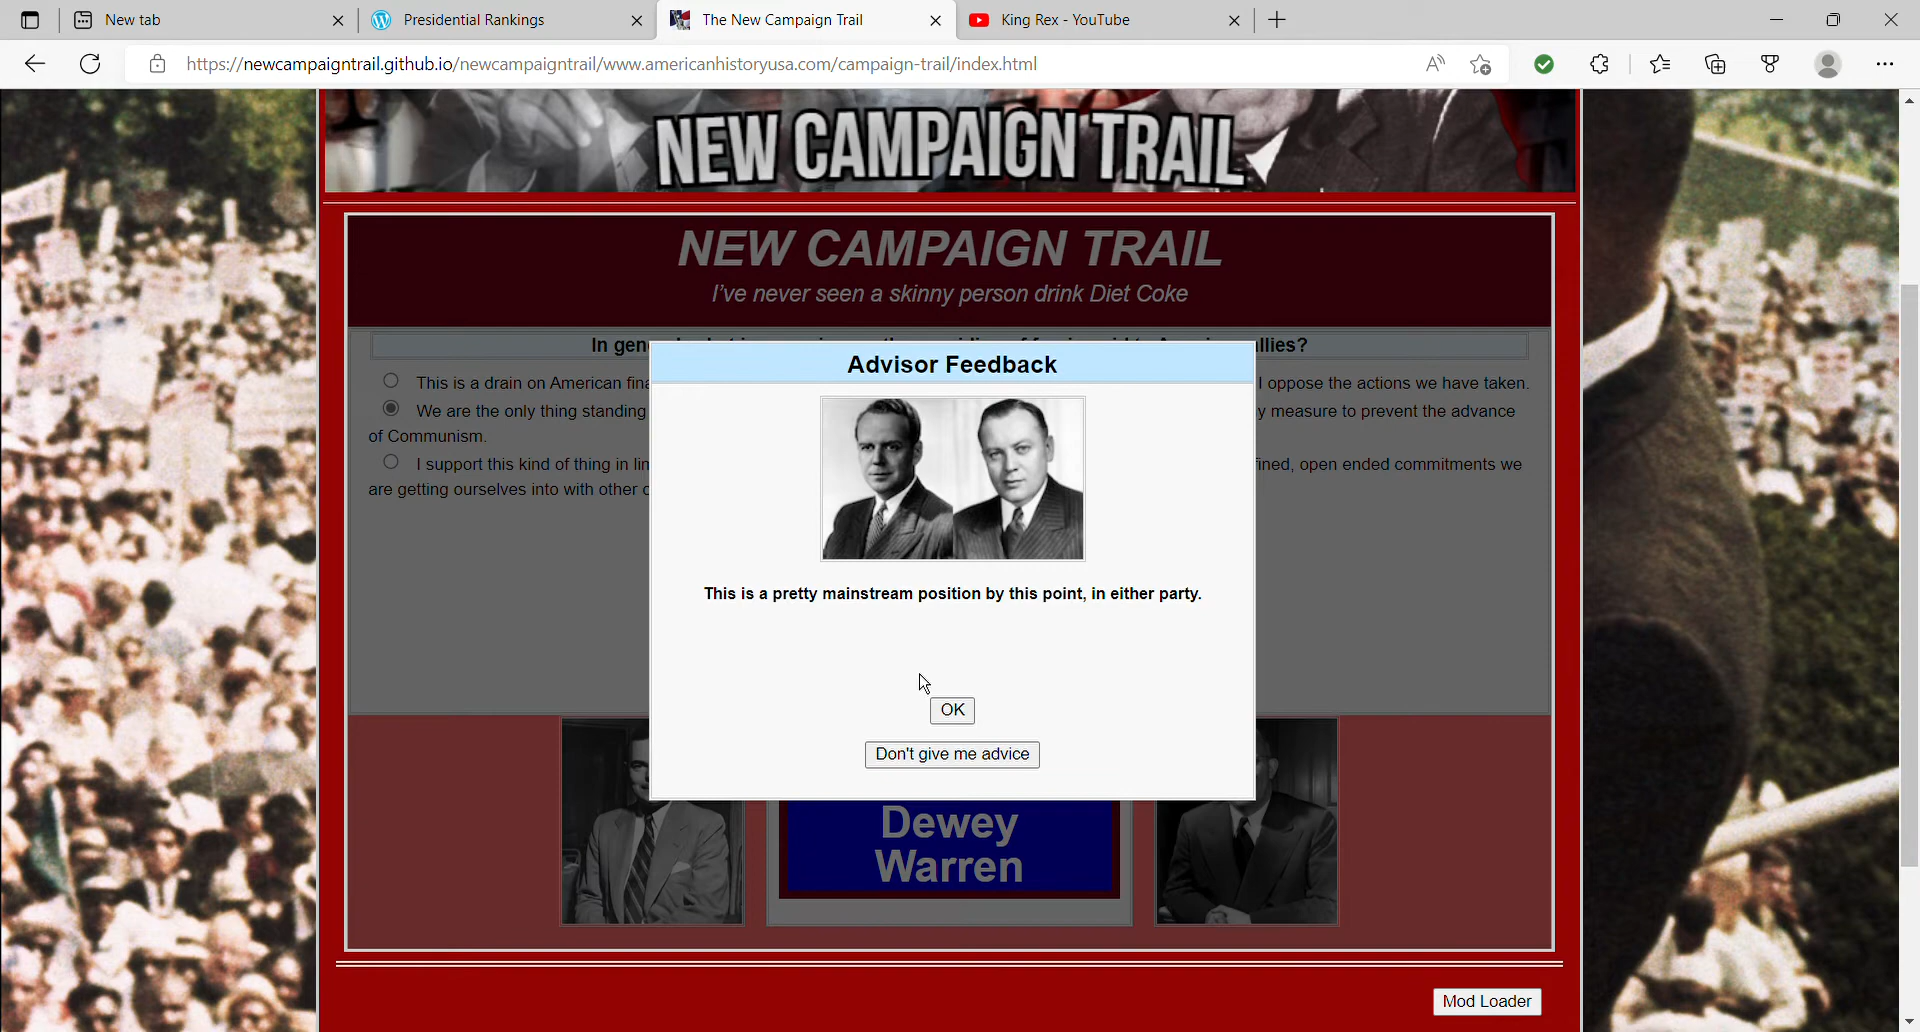 New tab
Presidential Rankings
The New Campaign Trail
King Rex - YouTube
https://newcampaigntrail.github.io/newcampaigntrail/www.americanhistoryusa.com/campaign-trail/index.html
NEW CAMPAIGN TRAIL
NEW CAMPAIGN TRAIL
I've never seen a skinny person drink Diet Coke
In gen
llies?
This is a drain on American fina
I oppose the actions we have taken.
We are the only thing standing
y measure to prevent the advance
of Communism.
I support this kind of thing in lin
ined, open ended commitments we
are getting ourselves into with other c
Advisor Feedback
This is a pretty mainstream position by this point, in either party.
OK
Don't give me advice
Dewey
Warren
Mod Loader